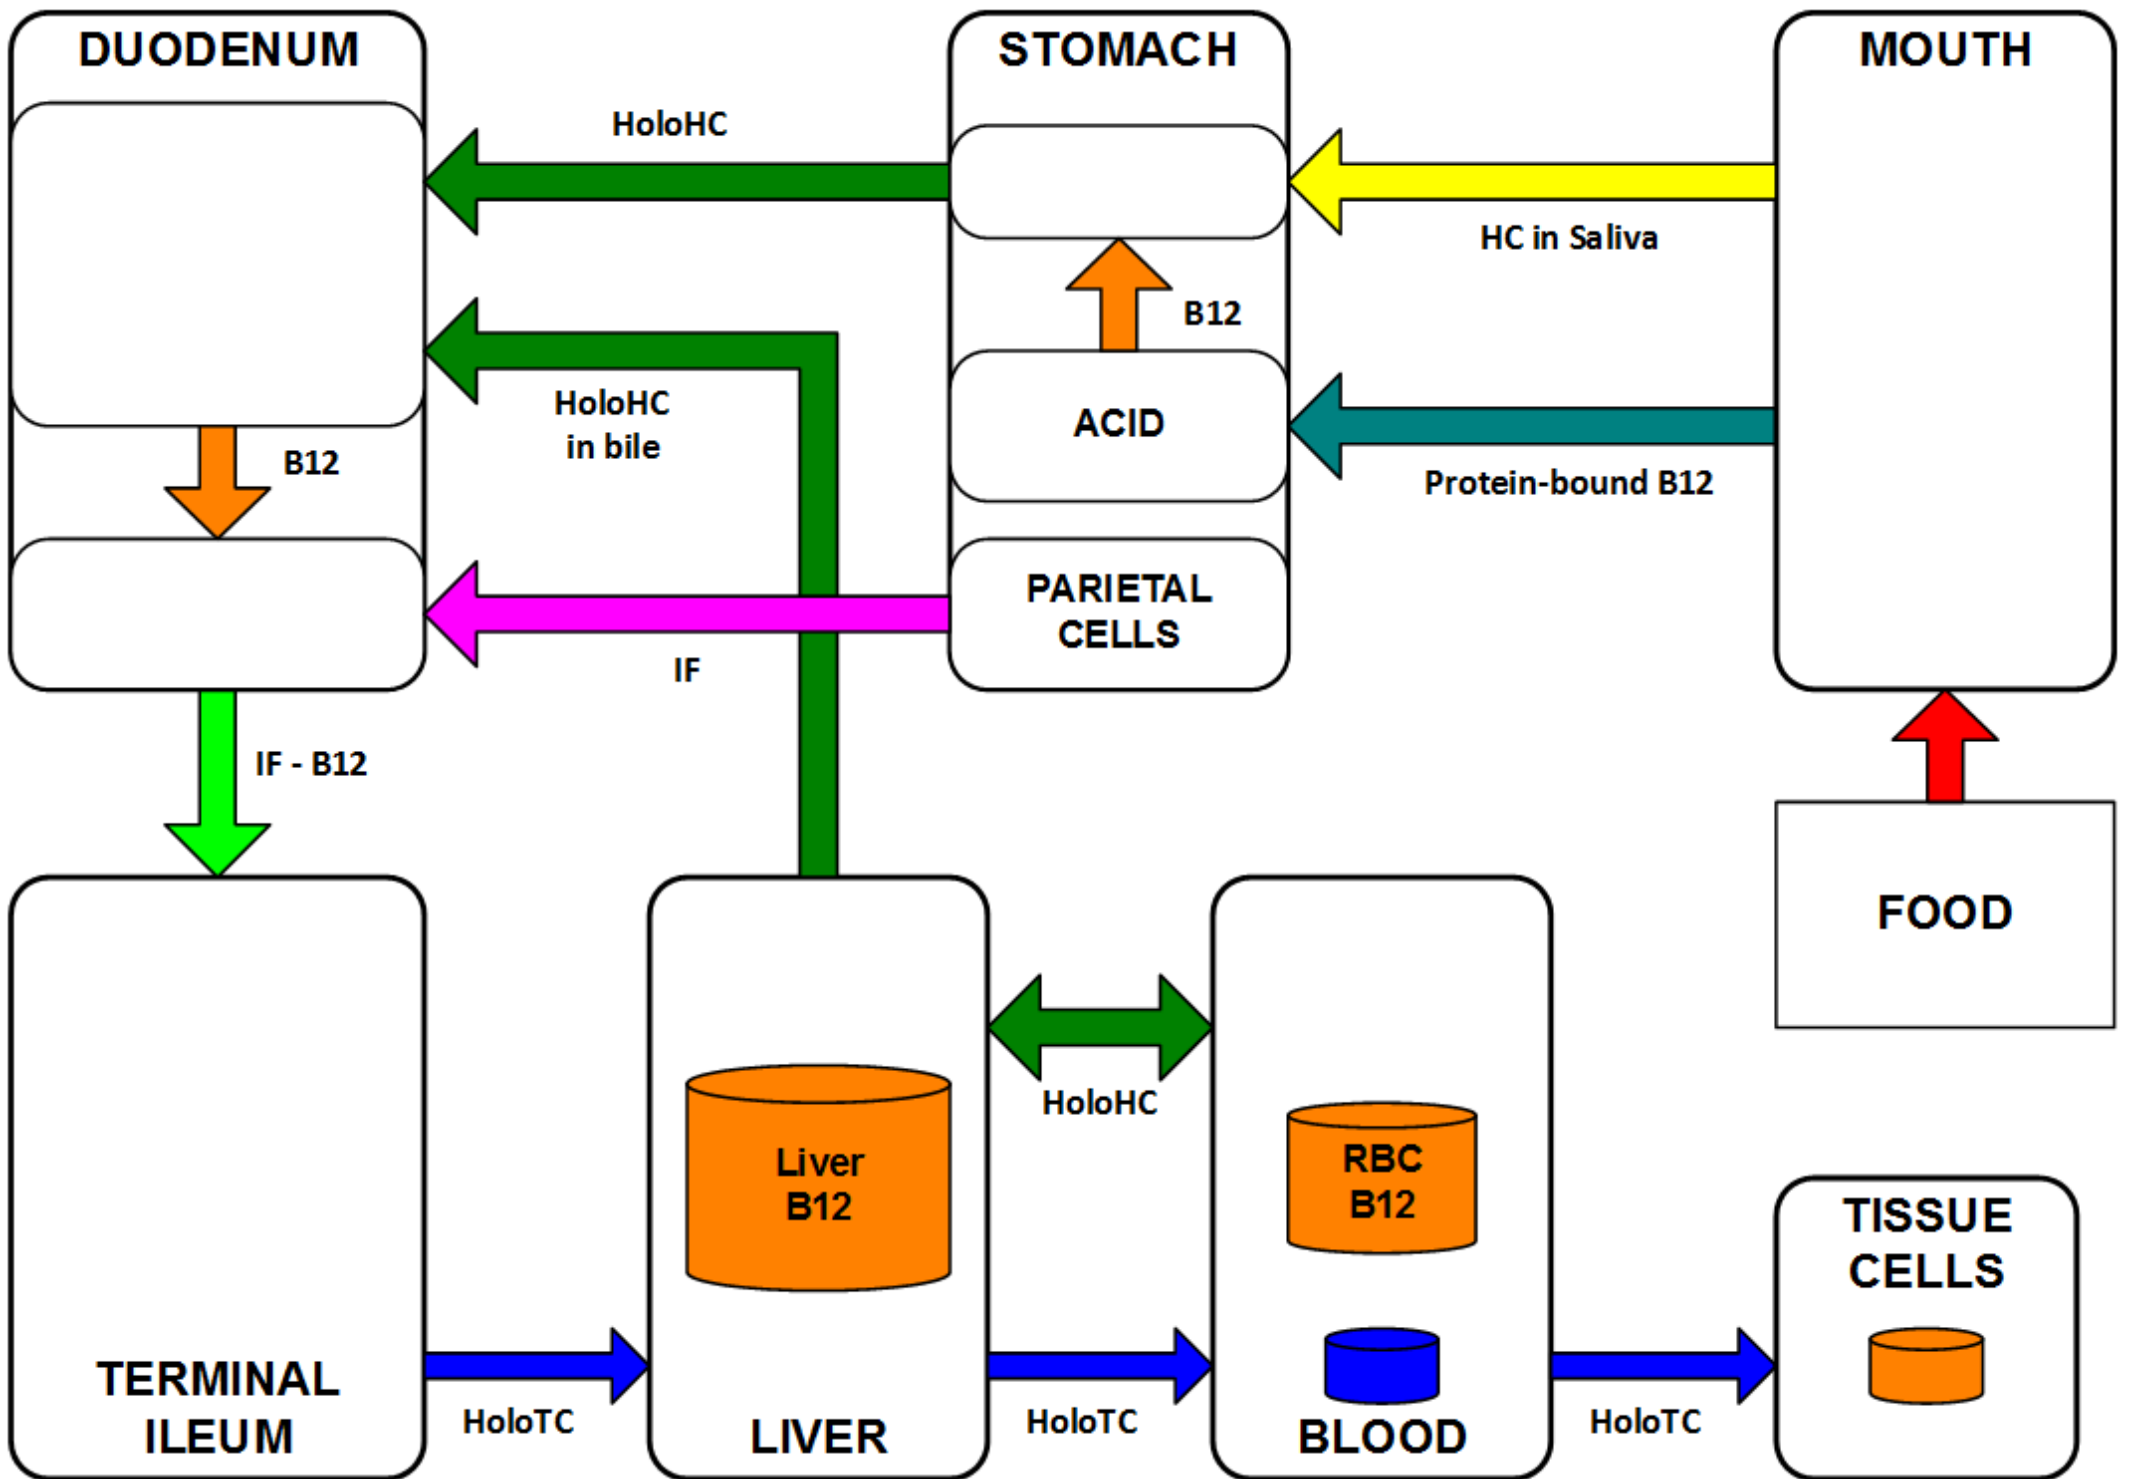 DUODENUM
STOMACH
MOUTH
HoloHC
HC in Saliva
B12
HoloHC
in bile
ACID
B12
Protein-bound B12
PARIETAL
CELLS
IF
IF - B12
FOOD
HoloHC
Liver
B12
RBC
B12
TISSUE
CELLS
TERMINAL
ILEUM
HoloTC
LIVER
HoloTC
BLOOD
HoloTC